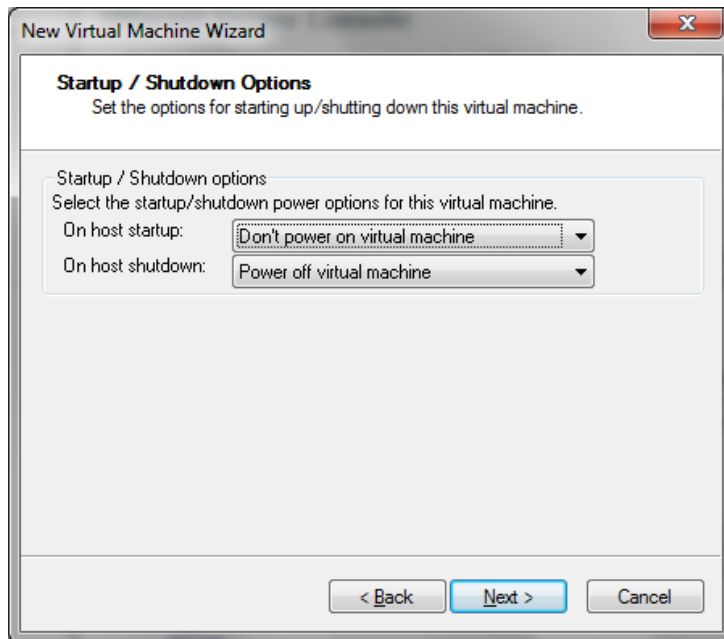 New Virtual Machine Wizard
Startup / Shutdown Options
Set the options for starting up/shutting down this virtual machine.
Startup / Shutdown options
Select the startup/shutdown power options for this virtual machine.
On host startup: Don't power on virtual machine
On host shutdown: Power off virtual machine
< Back Next > Cancel